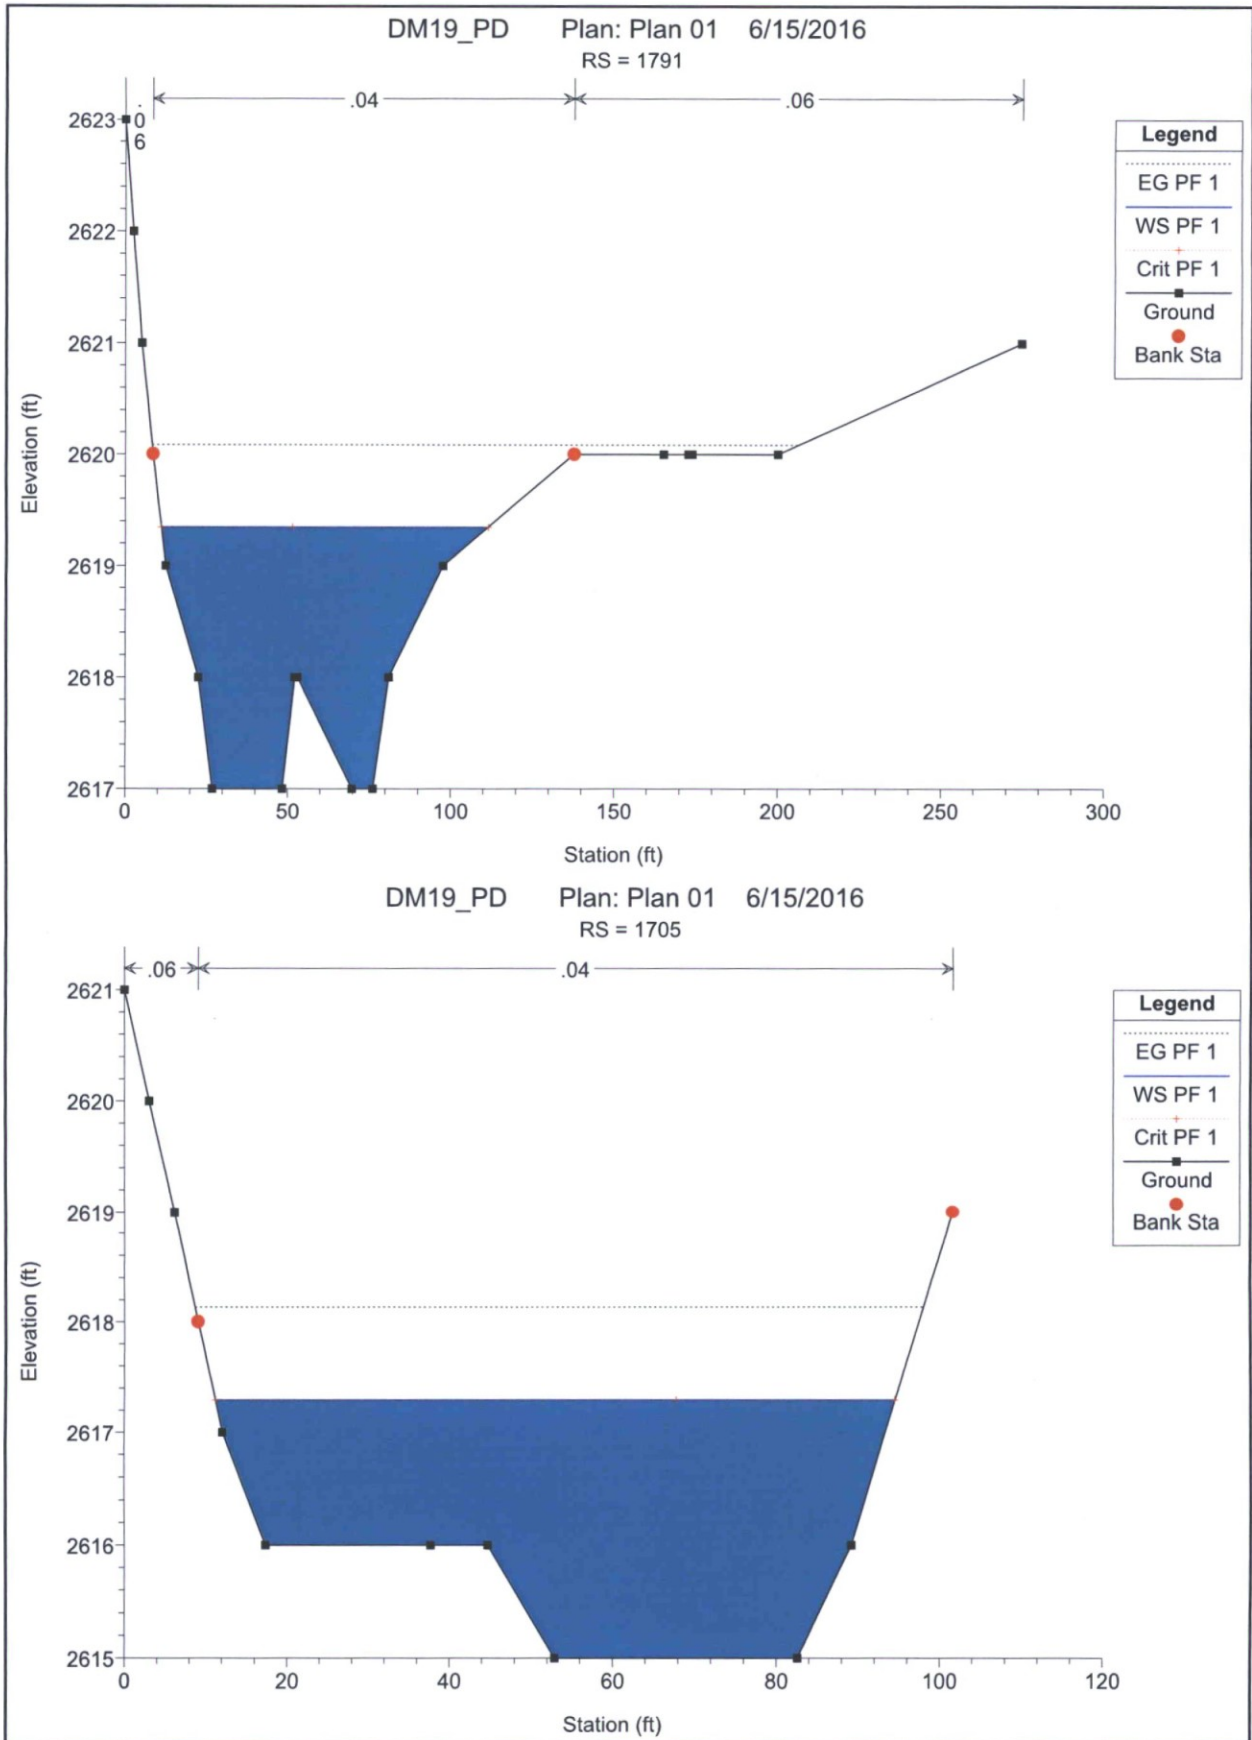 DM19_PD Plan: Plan 01 6/15/2016
RS = 1791
.06
.04
.06
Legend
EG PF 1
WS PF 1
Crit PF 1
Ground
Bank Sta
2623
2622
2621
2620
2619
2618
2617
Elevation (ft)
0 50 100 150 200 250 300
Station (ft)
DM19_PD Plan: Plan 01 6/15/2016
RS = 1705
.06
.04
Legend
EG PF 1
WS PF 1
Crit PF 1
Ground
Bank Sta
2621
2620
2619
2618
2617
2616
2615
Elevation (ft)
0 20 40 60 80 100 120
Station (ft)